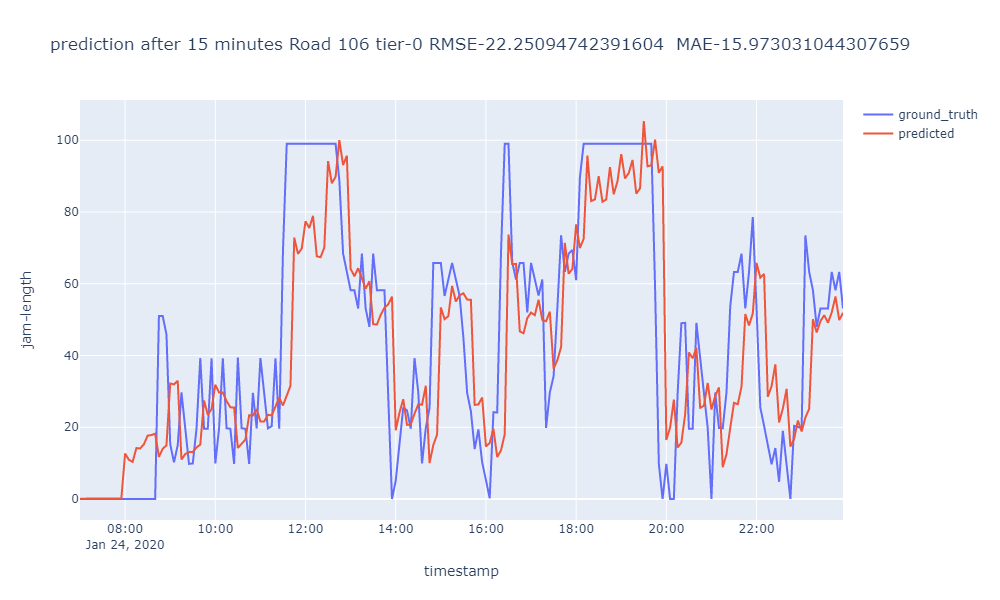 prediction after 15 minutes Road 106 tier-0 RMSE-22.25094742391604  MAE-15.973031044307659
ground_truth
predicted
100
80
60
40
20
0
jam-length
08:00 10:00 12:00 14:00 16:00 18:00 20:00 22:00
Jan 24, 2020
timestamp